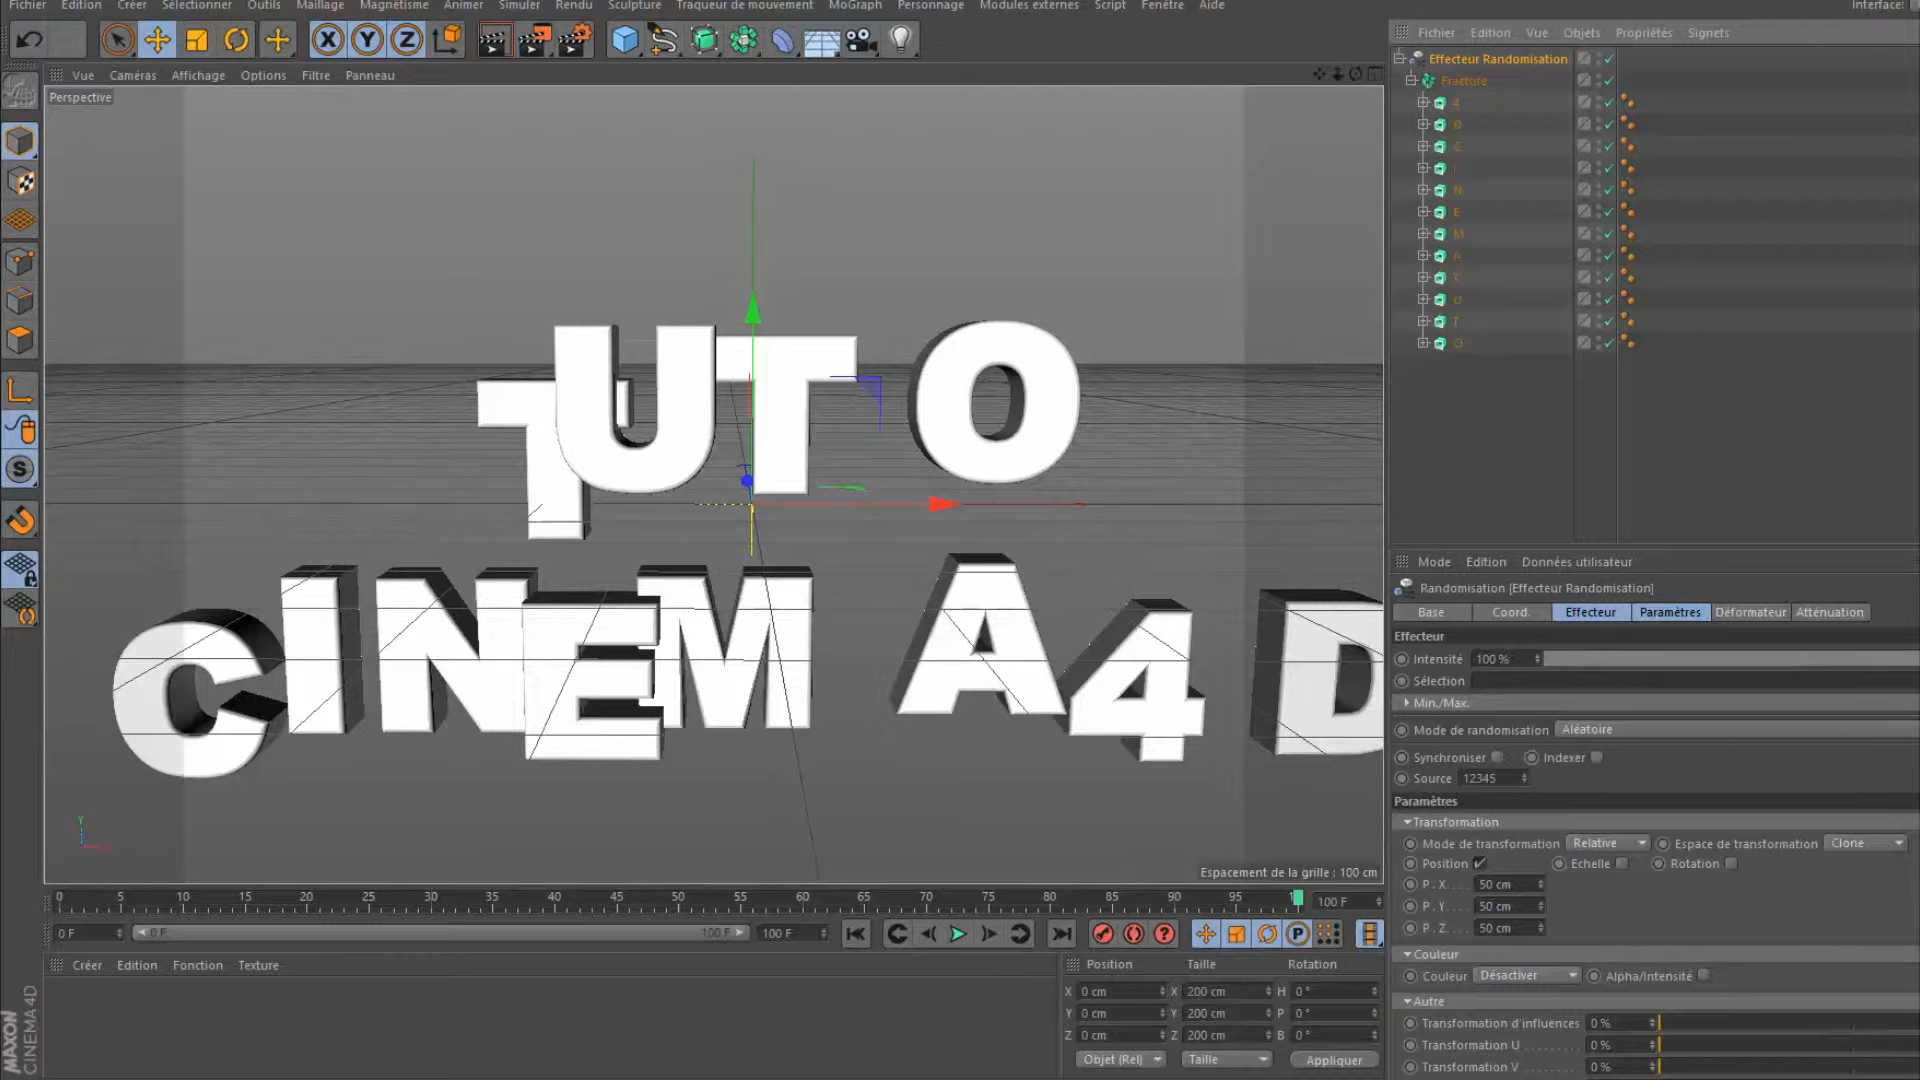 Fichier Edition Créer Sélectionner Outils Maillage Magnétisme Animer Simuler Rendu Sculpture Traqueur de mouvement MoGraph Personnage Modules externes Script Fenêtre Aide Interface:
X Y Z
Fichier Edition Vue Objets Propriétés Signets
Vue Caméras Affichage Options Filtre Panneau
Perspective
Effecteur Randomisation
Fracture
4
D
C
I
N
E
M
A
T
U
T
O
TUTO
CINEMA4D
Y
Espacement de la grille : 100 cm
0 5 10 15 20 25 30 35 40 45 50 55 60 65 70 75 80 85 90 95 100 F
0 F 0 F 100 F 100 F
Créer Edition Fonction Texture
Position Taille Rotation
X 0 cm X 200 cm H 0 °
Y 0 cm Y 200 cm P 0 °
Z 0 cm Z 200 cm B 0 °
Objet (Rel) Taille Appliquer
MAXON
CINEMA 4D
Mode Edition Données utilisateur
Randomisation [Effecteur Randomisation]
Base Coord. Effecteur Paramètres Déformateur Atténuation
Effecteur
Intensité 100 %
Sélection
Min./Max.
Mode de randomisation Aléatoire
Synchroniser Indexer
Source 12345
Paramètres
Transformation
Mode de transformation Relative Espace de transformation Clone
Position Echelle Rotation
P . X . . . . 50 cm
P . Y . . . . 50 cm
P . Z . . . . 50 cm
Couleur
Couleur Désactiver Alpha/Intensité
Autre
Transformation d'influences 0 %
Transformation U . . . . . . . . . 0 %
Transformation V . . . . . . . . . 0 %